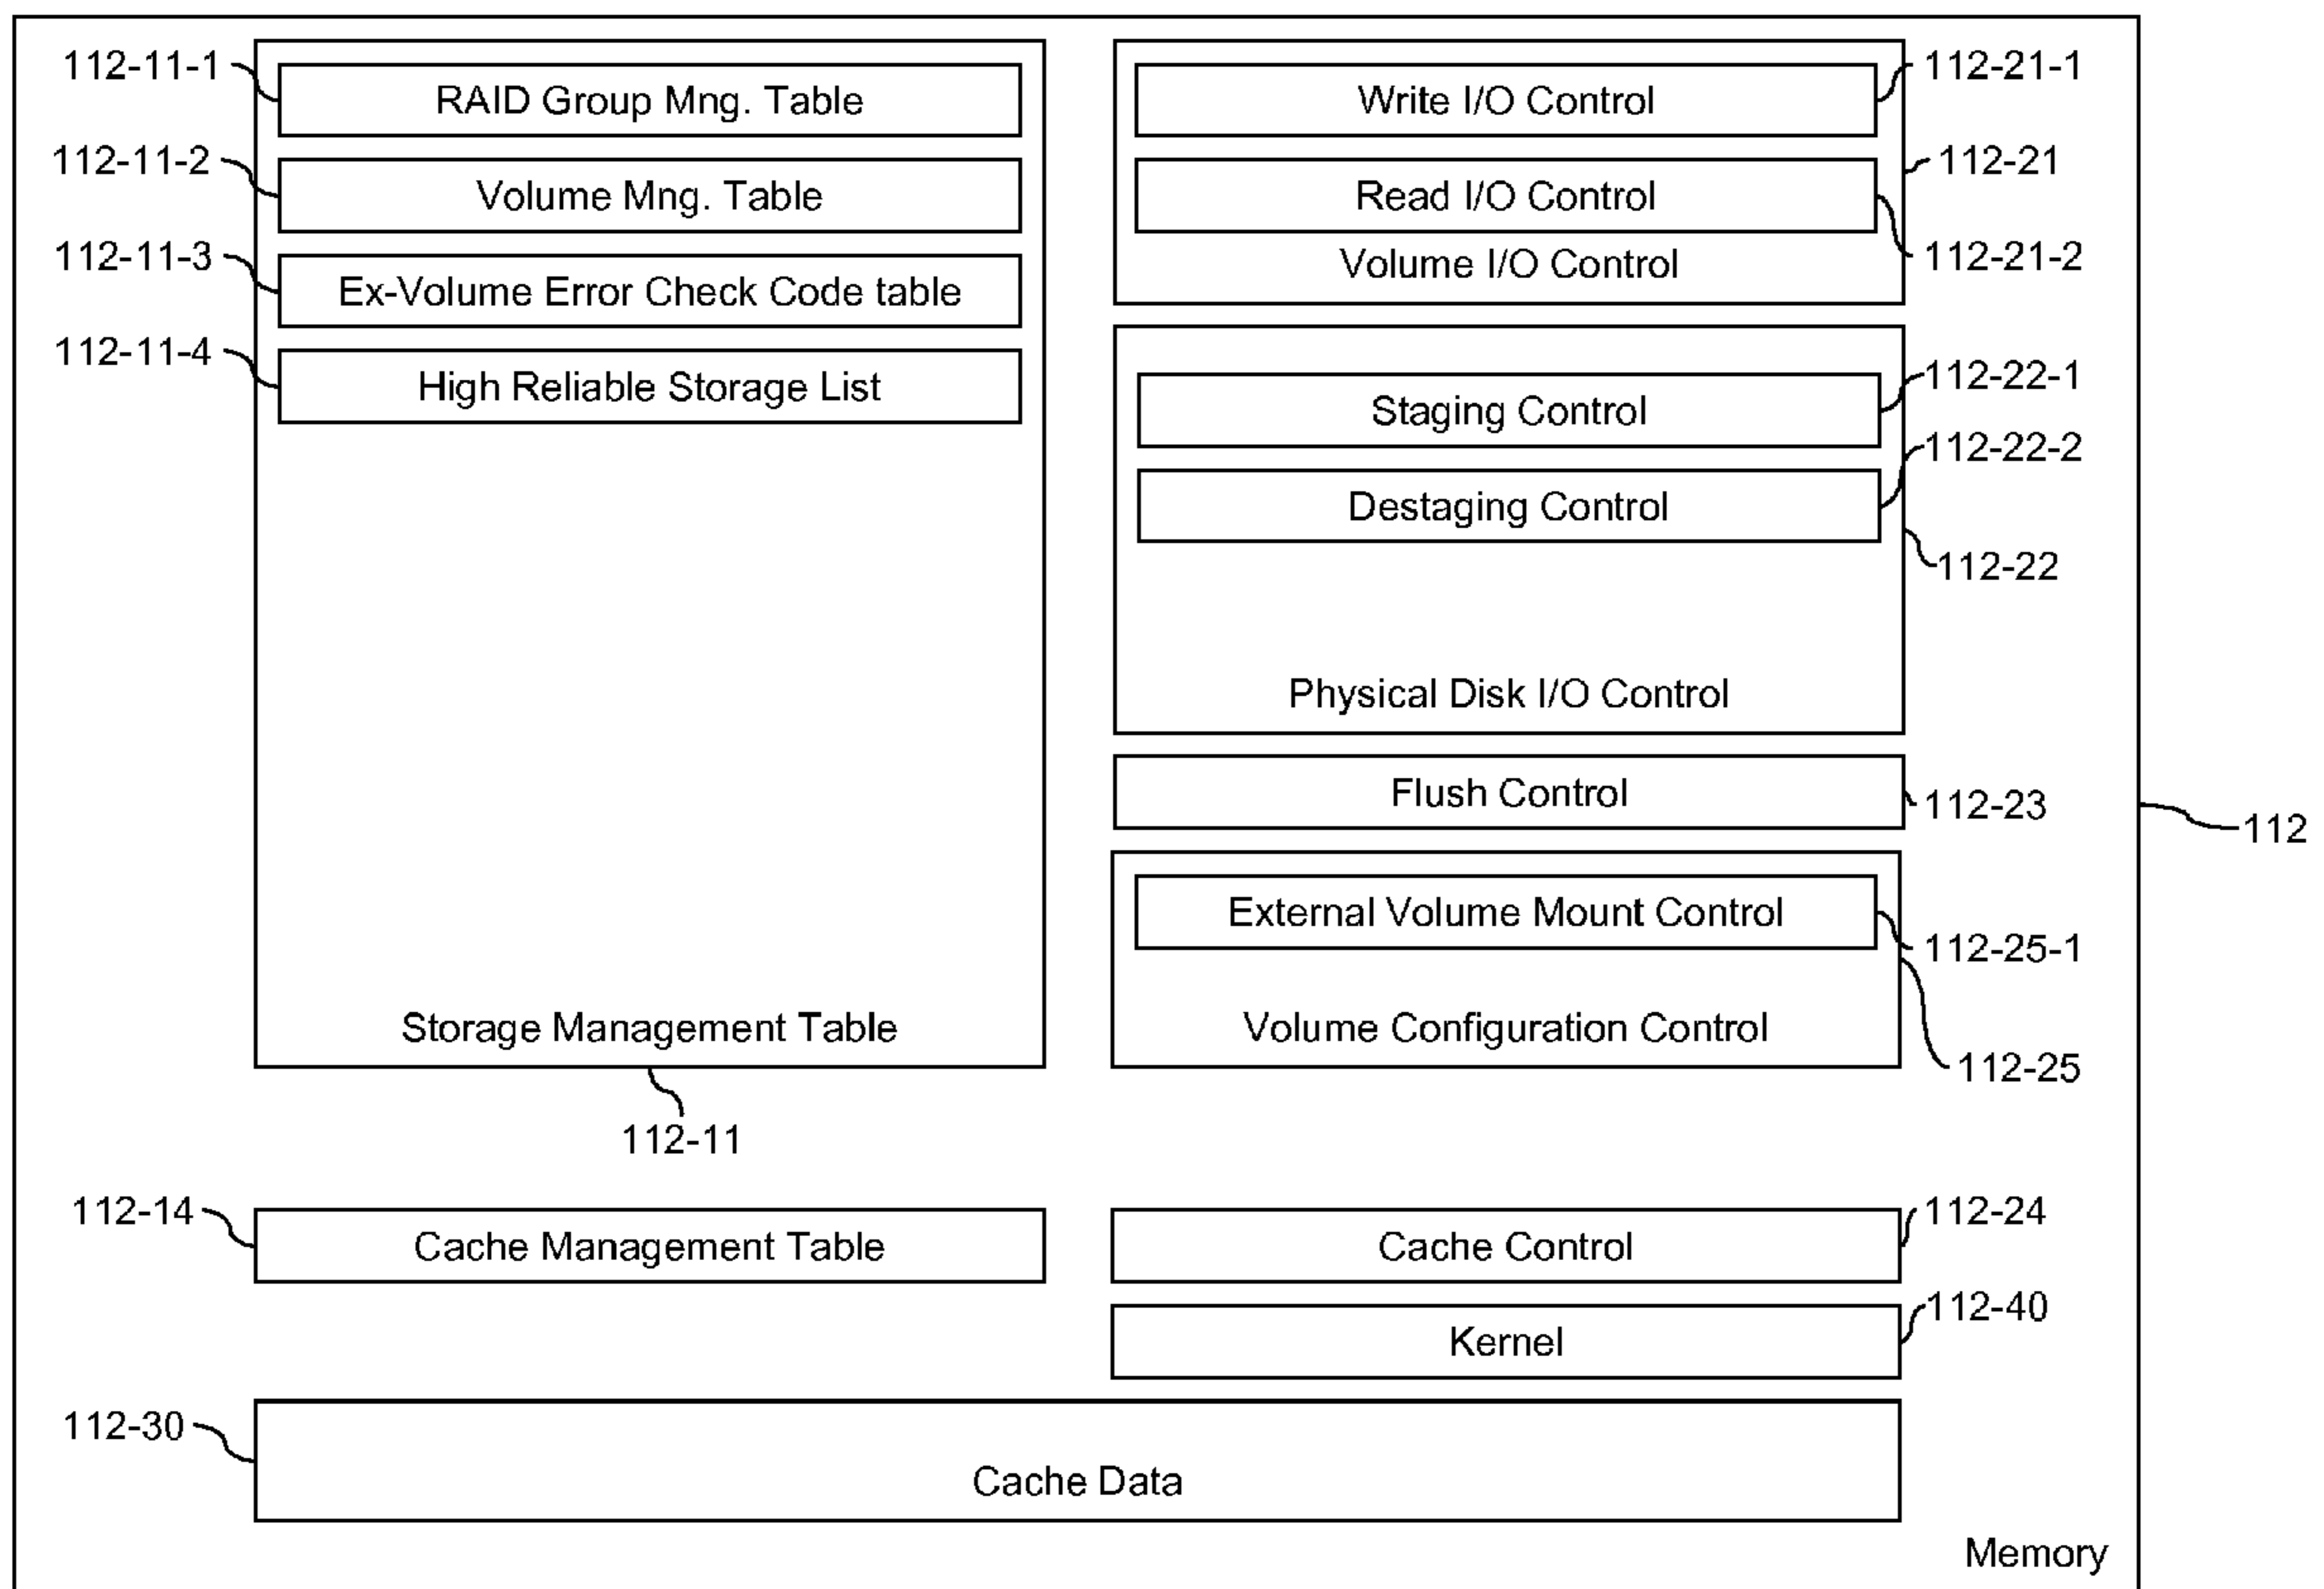 112-11-1
RAID Group Mng. Table
112-11-2
Volume Mng. Table
112-11-3
Ex-Volume Error Check Code table
112-11-4
High Reliable Storage List
Storage Management Table
112-11
Write I/O Control
112-21-1
112-21
Read I/O Control
112-21-2
Volume I/O Control
Staging Control
112-22-1
112-22-2
Destaging Control
112-22
Physical Disk I/O Control
Flush Control
112-23
112
External Volume Mount Control
112-25-1
Volume Configuration Control
112-25
112-14
Cache Management Table
112-24
Cache Control
112-40
Kernel
112-30
Cache Data
Memory